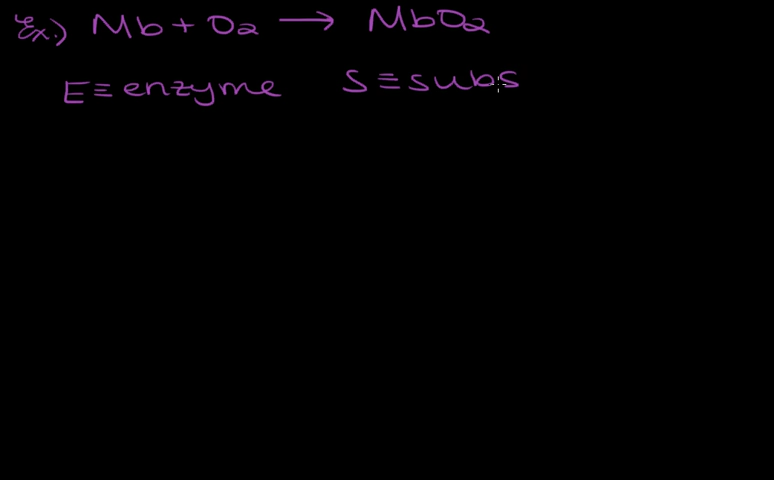 Ex.) Mb + O2 → MbO2
E ≡ enzyme S ≡ subs